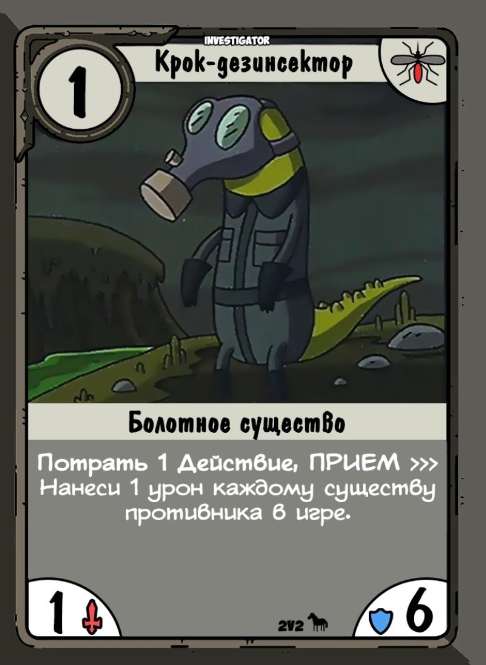 INVESTIGATOR
1
Крок-дезинсектор
Болотное существо
Потрать 1 Действие, ПРИЕМ >>>
Нанеси 1 урон каждому существу
противника в игре.
1
2V2
6